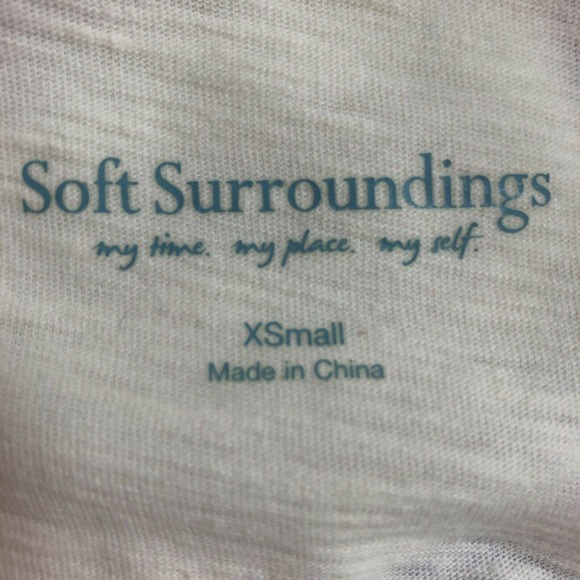 Soft Surroundings
my time. my place. my self.
XSmall
Made in China